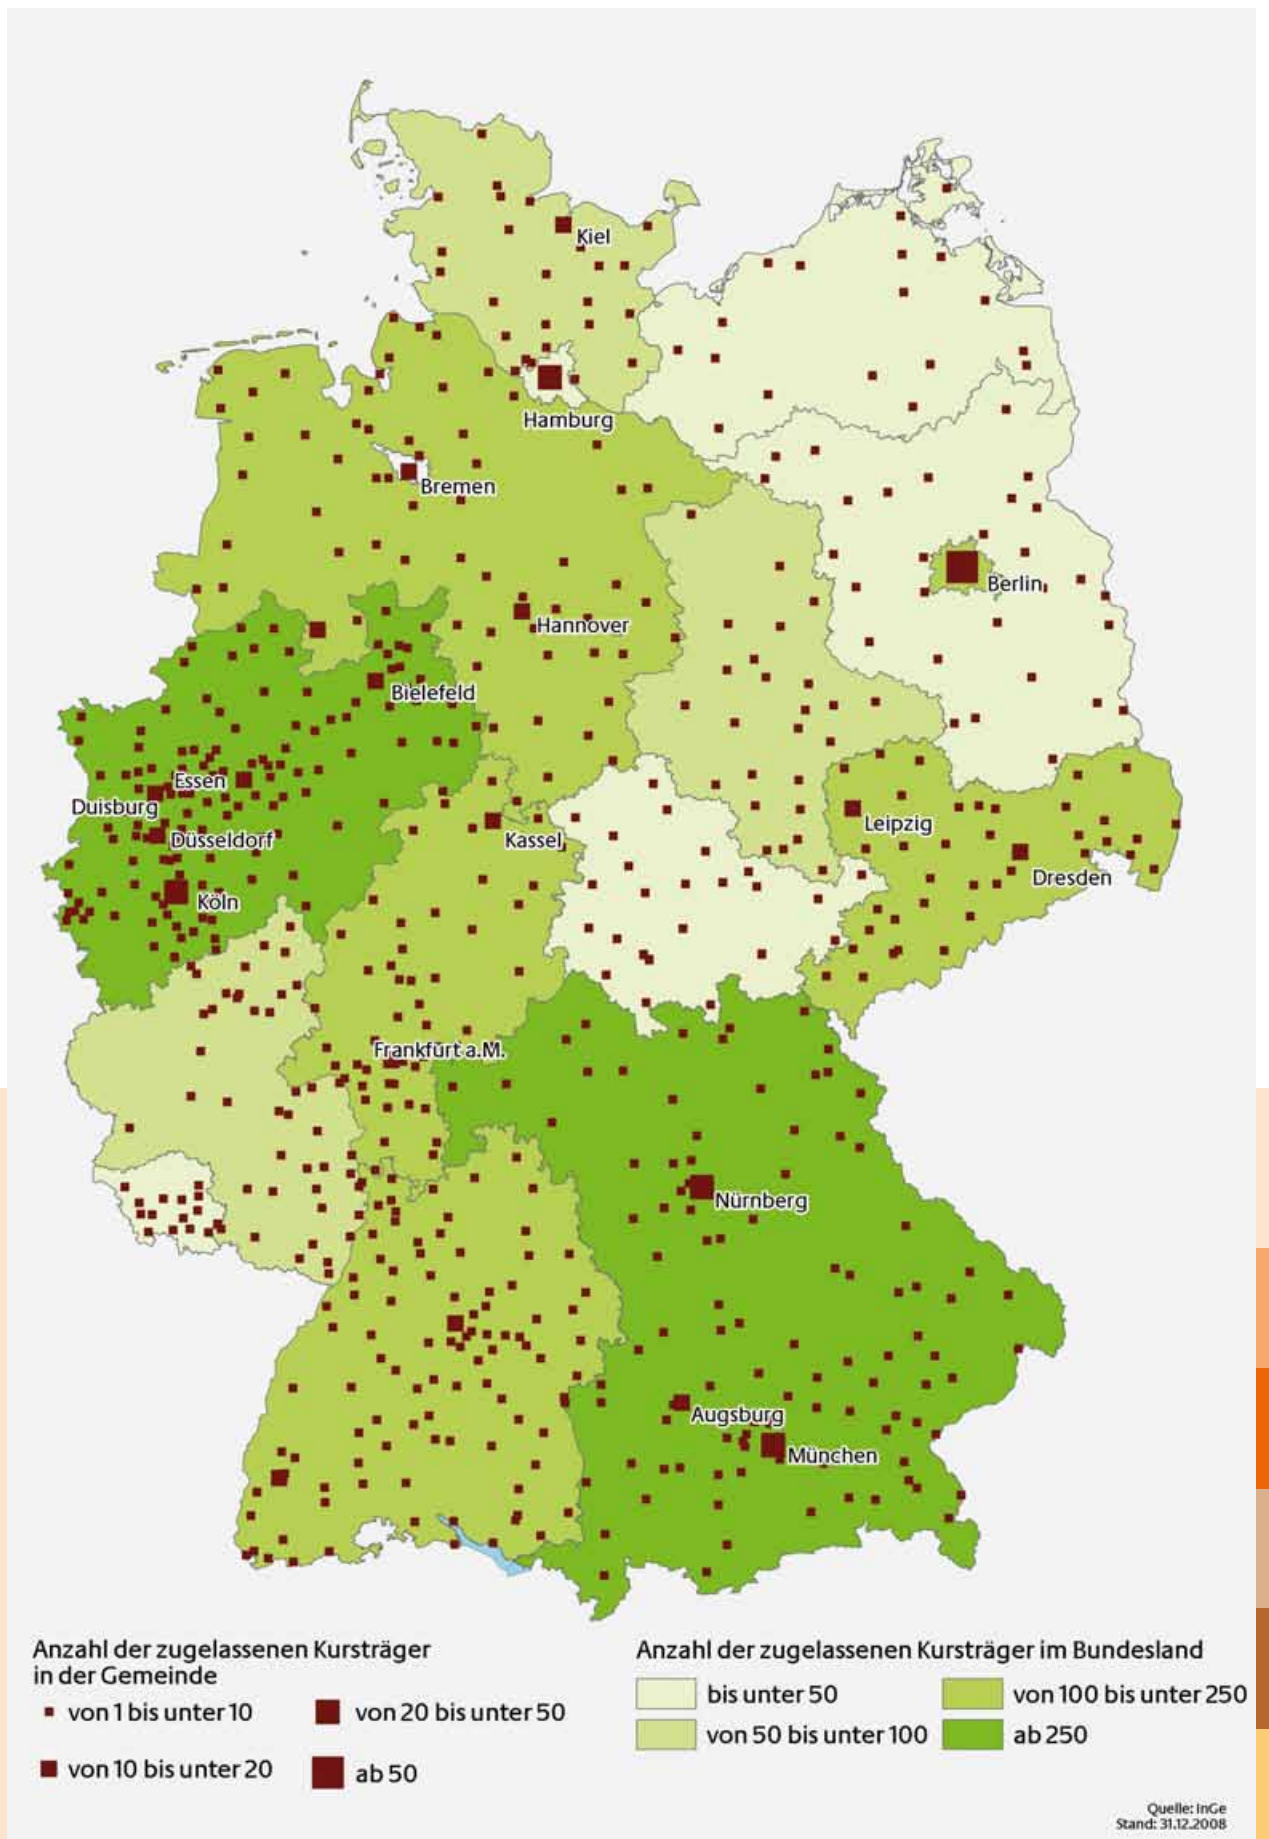 Kiel
Hamburg
Bremen
Berlin
Hannover
Bielefeld
Essen
Duisburg
Düsseldorf
Leipzig
Kassel
Dresden
Köln
Frankfurt a.M.
Nürnberg
Augsburg
München
Anzahl der zugelassenen Kursträger
in der Gemeinde
von 1 bis unter 10
von 20 bis unter 50
von 10 bis unter 20
ab 50
Anzahl der zugelassenen Kursträger im Bundesland
bis unter 50
von 100 bis unter 250
von 50 bis unter 100
ab 250
Quelle: InGe
Stand: 31.12.2008